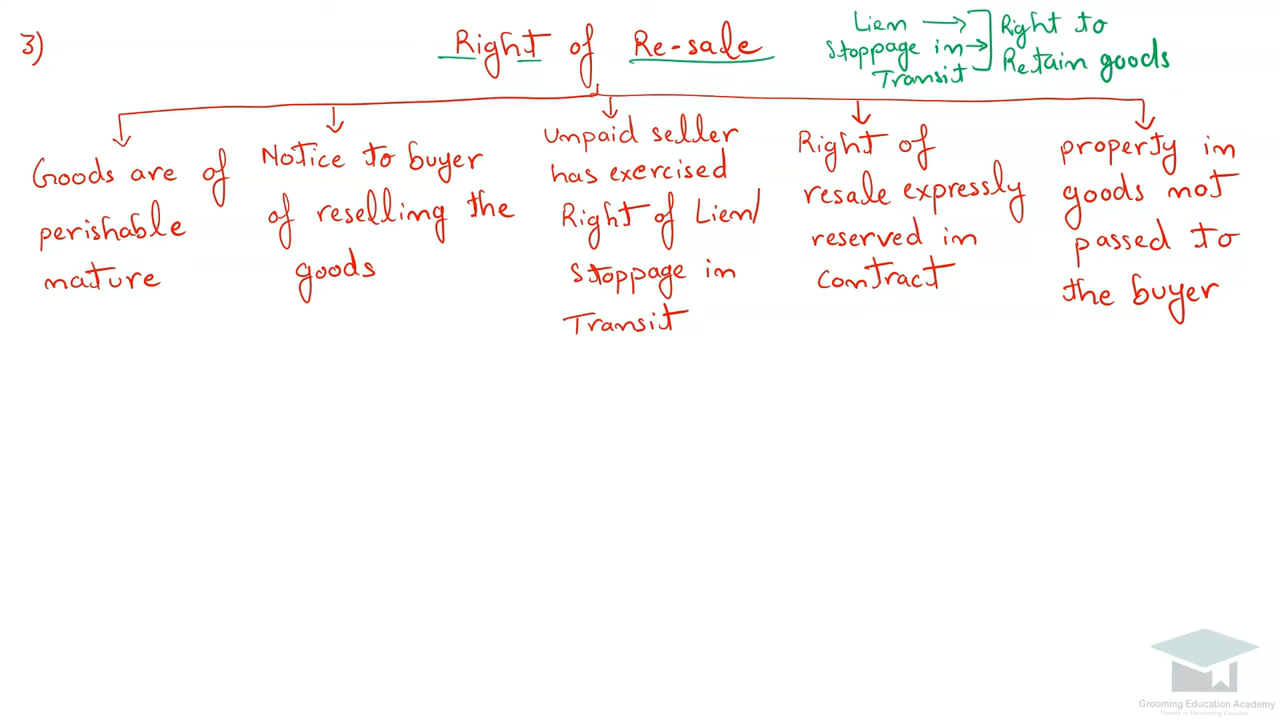 3)
Right of Re-sale
Lien →
Stoppage in →
Transit
Right to
Retain goods
Goods are of
perishable
nature
Notice to buyer
of reselling the
goods
Unpaid seller
has exercised
Right of Lien/
Stoppage in
Transit
Right of
resale expressly
reserved in
contract
property in
goods not
passed to
the buyer
Grooming Education Academy